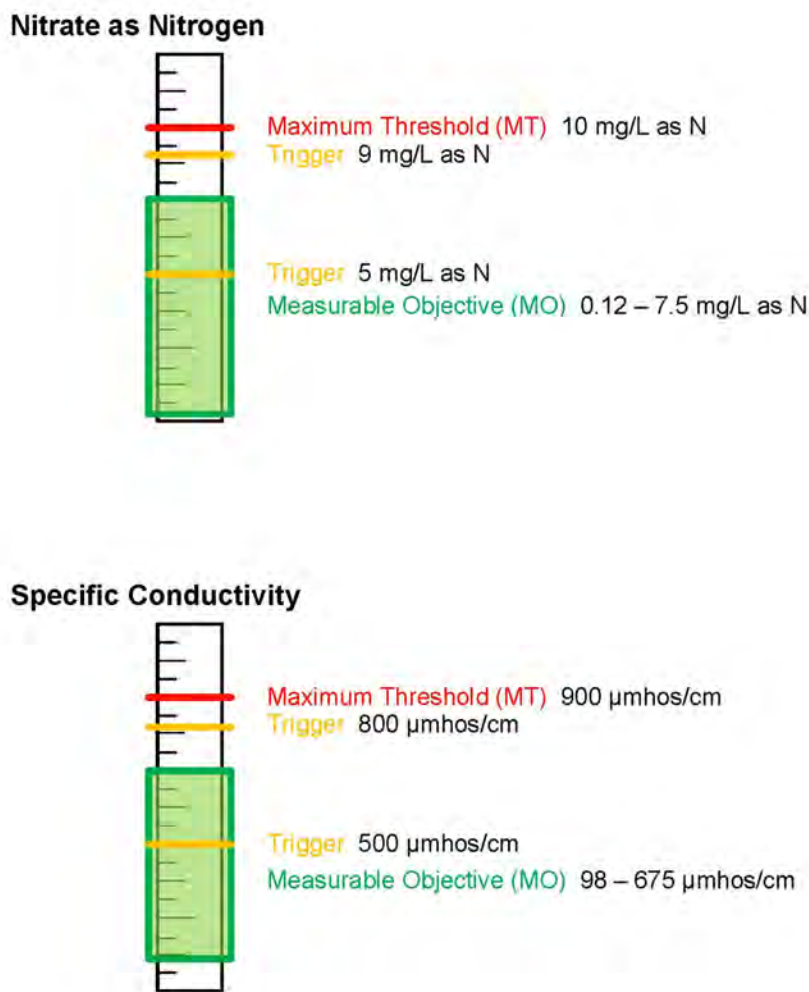 Nitrate as Nitrogen
Maximum Threshold (MT) 10 mg/L as N
Trigger 9 mg/L as N
Trigger 5 mg/L as N
Measurable Objective (MO) 0.12 – 7.5 mg/L as N
Specific Conductivity
Maximum Threshold (MT) 900 µmhos/cm
Trigger 800 µmhos/cm
Trigger 500 µmhos/cm
Measurable Objective (MO) 98 – 675 µmhos/cm